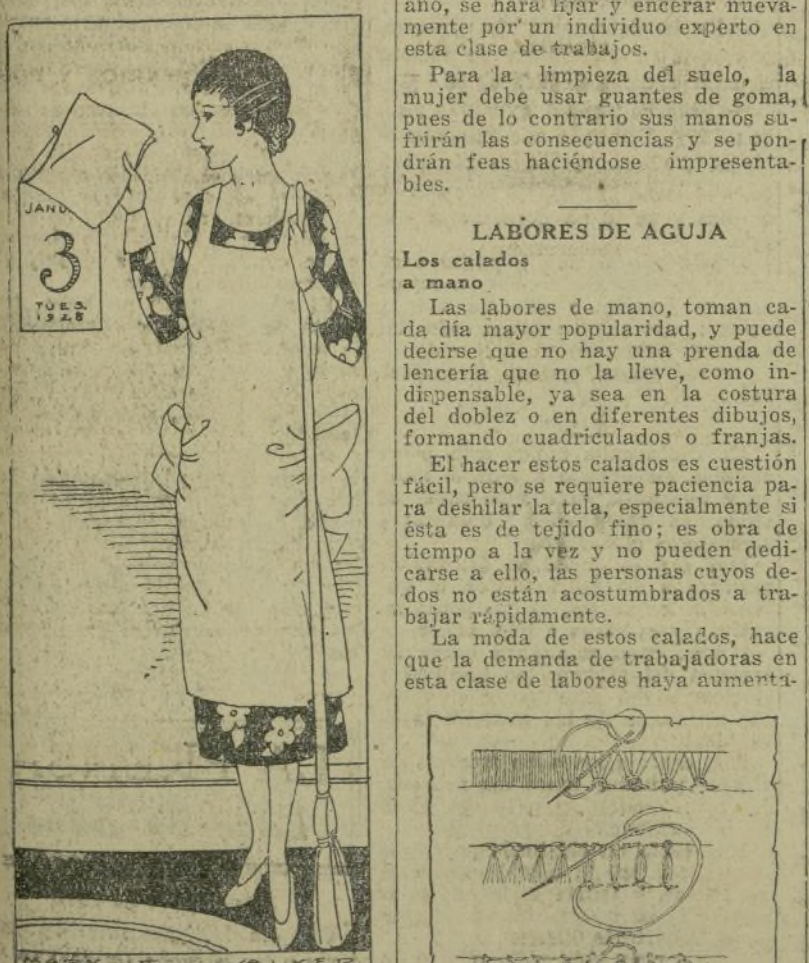 JANU.
3
TUES.
1928
año, se hará lijar y encerar nueva-
mente por un individuo experto en
esta clase de trabajos.
Para la limpieza del suelo, la
mujer debe usar guantes de goma,
pues de lo contrario sus manos su-
frirán las consecuencias y se pon-
drán feas haciéndose impresenta-
bles.
LABORES DE AGUJA
Los calados
a mano
Las labores de mano, toman ca-
da día mayor popularidad, y puede
decirse que no hay una prenda de
lencería que no la lleve, como in-
dispensable, ya sea en la costura
del doblez o en diferentes dibujos,
formando cuadriculados o franjas.
El hacer estos calados es cuestión
fácil, pero se requiere paciencia pa-
ra deshilar la tela, especialmente si
ésta es de tejido fino; es obra de
tiempo a la vez y no pueden dedi-
carse a ello, las personas cuyos de-
dos no están acostumbrados a tra-
bajar rápidamente.
La moda de estos calados, hace
que la demanda de trabajadoras en
esta clase de labores haya aumenta-